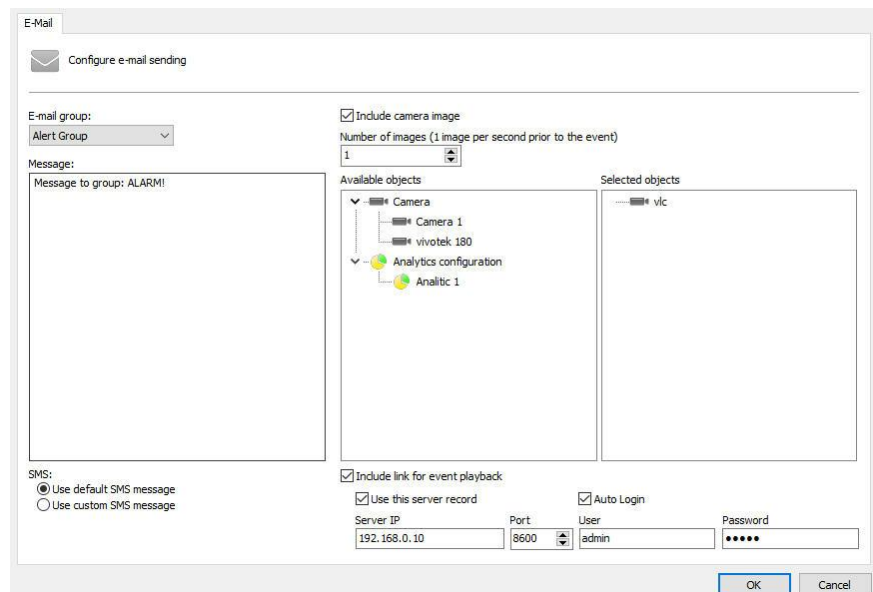 E-Mail
Configure e-mail sending
E-mail group:
Alert Group
Message:
Message to group: ALARM!
SMS:
Use default SMS message
Use custom SMS message
Include camera image
Number of images (1 image per second prior to the event)
1
Available objects
Camera
Camera 1
vivotek 180
Analytics configuration
Analitic 1
Selected objects
vlc
Include link for event playback
Use this server record
Auto Login
Server IP
Port
User
Password
192.168.0.10
8600
admin
•••••
OK
Cancel